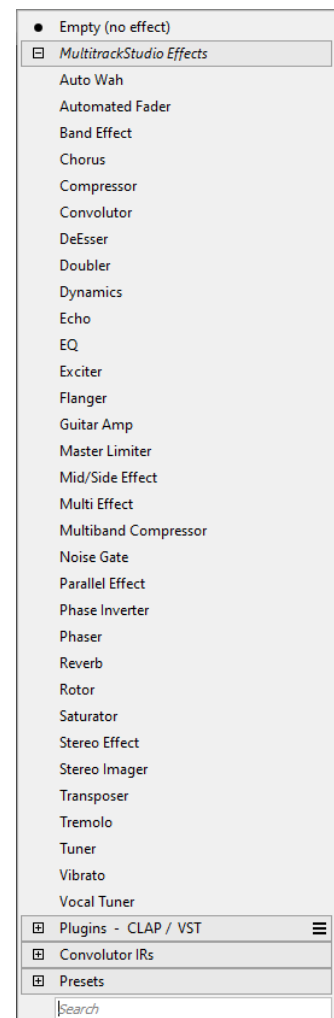 Empty (no effect)
MultitrackStudio Effects
Auto Wah
Automated Fader
Band Effect
Chorus
Compressor
Convolutor
DeEsser
Doubler
Dynamics
Echo
EQ
Exciter
Flanger
Guitar Amp
Master Limiter
Mid/Side Effect
Multi Effect
Multiband Compressor
Noise Gate
Parallel Effect
Phase Inverter
Phaser
Reverb
Rotor
Saturator
Stereo Effect
Stereo Imager
Transposer
Tremolo
Tuner
Vibrato
Vocal Tuner
Plugins - CLAP / VST
Convolutor IRs
Presets
Search